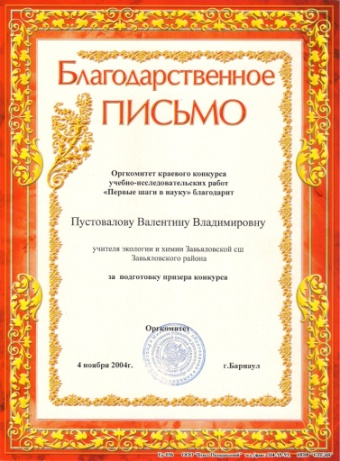 Благодарственное
ПИСЬМО
Оргкомитет краевого конкурса
учебно-исследовательских работ
«Первые шаги в науку» благодарит
Пустовалову Валентину Владимировну
учителя экологии и химии Завьяловской сш
Завьяловского района
за подготовку призера конкурса
Оргкомитет
4 ноября 2004г. г.Барнаул